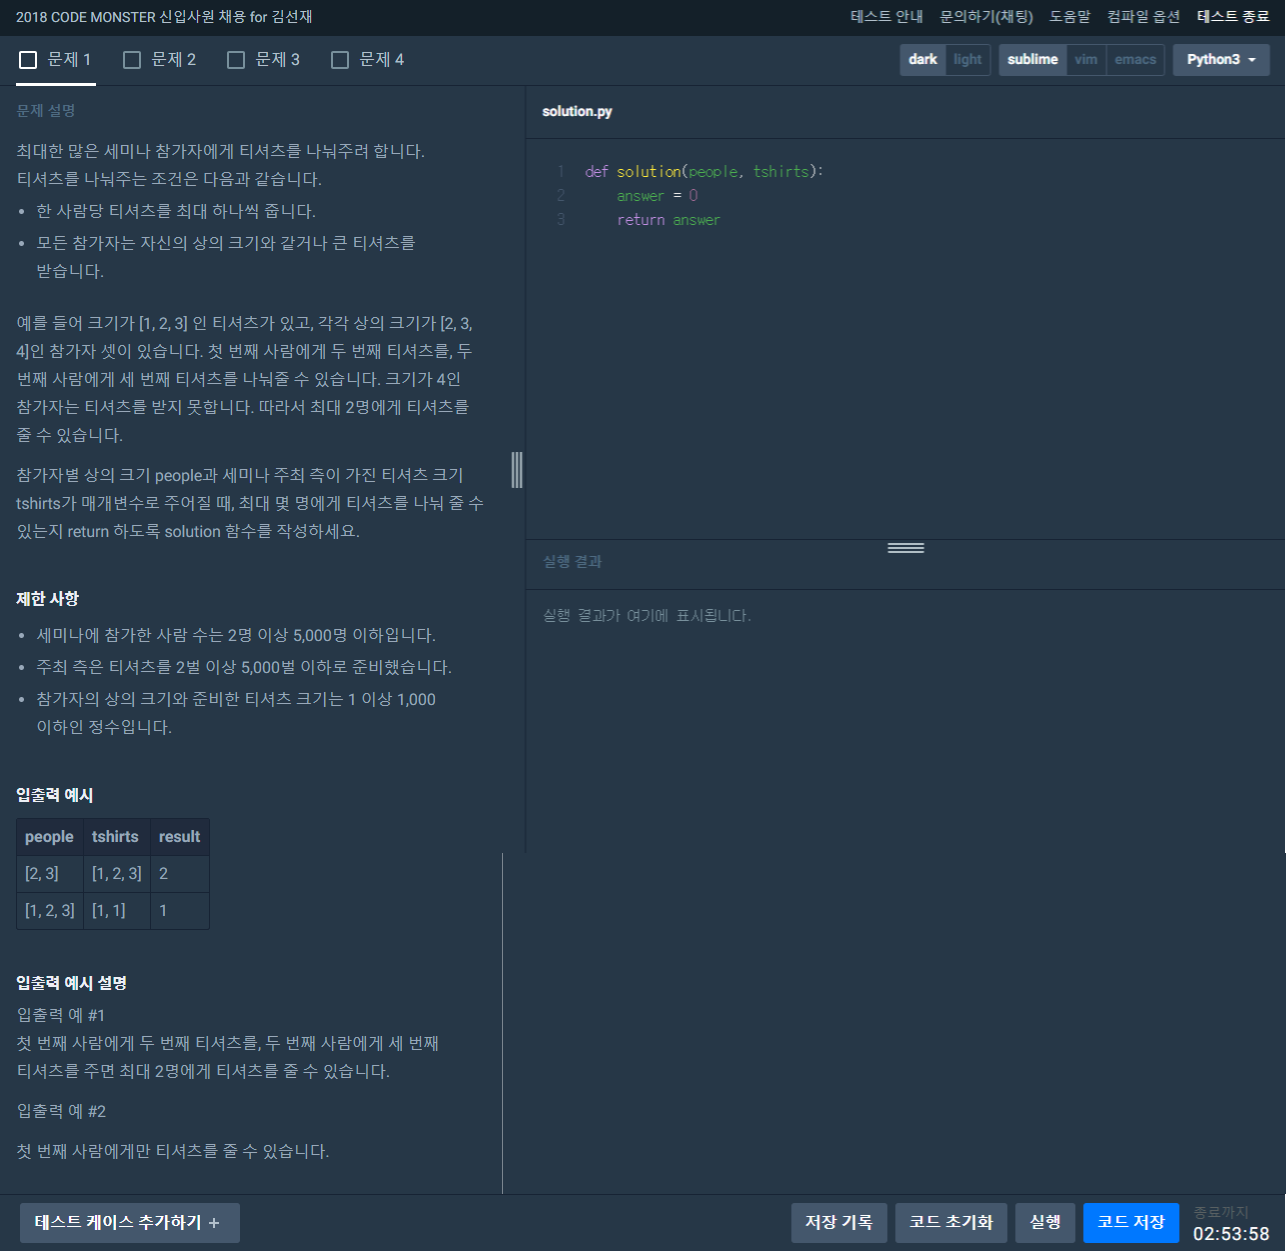 2018 CODE MONSTER 신입사원 채용 for 김선재
테스트 안내 문의하기(채팅) 도움말 컴파일 옵션 테스트 종료
문제 1 문제 2 문제 3 문제 4
dark light sublime vim emacs Python3
문제 설명
최대한 많은 세미나 참가자에게 티셔츠를 나눠주려 합니다.
티셔츠를 나눠주는 조건은 다음과 같습니다.
• 한 사람당 티셔츠를 최대 하나씩 줍니다.
• 모든 참가자는 자신의 상의 크기와 같거나 큰 티셔츠를
받습니다.
예를 들어 크기가 [1, 2, 3] 인 티셔츠가 있고, 각각 상의 크기가 [2, 3,
4]인 참가자 셋이 있습니다. 첫 번째 사람에게 두 번째 티셔츠를, 두
번째 사람에게 세 번째 티셔츠를 나눠줄 수 있습니다. 크기가 4인
참가자는 티셔츠를 받지 못합니다. 따라서 최대 2명에게 티셔츠를
줄 수 있습니다.
참가자별 상의 크기 people과 세미나 주최 측이 가진 티셔츠 크기
tshirts가 매개변수로 주어질 때, 최대 몇 명에게 티셔츠를 나눠 줄 수
있는지 return 하도록 solution 함수를 작성하세요.
제한 사항
• 세미나에 참가한 사람 수는 2명 이상 5,000명 이하입니다.
• 주최 측은 티셔츠를 2벌 이상 5,000벌 이하로 준비했습니다.
• 참가자의 상의 크기와 준비한 티셔츠 크기는 1 이상 1,000
이하인 정수입니다.
입출력 예시
people tshirts result
[2, 3] [1, 2, 3] 2
[1, 2, 3] [1, 1] 1
입출력 예시 설명
입출력 예 #1
첫 번째 사람에게 두 번째 티셔츠를, 두 번째 사람에게 세 번째
티셔츠를 주면 최대 2명에게 티셔츠를 줄 수 있습니다.
입출력 예 #2
첫 번째 사람에게만 티셔츠를 줄 수 있습니다.
solution.py
1 def solution(people, tshirts):
2 answer = 0
3 return answer
실행 결과
실행 결과가 여기에 표시됩니다.
테스트 케이스 추가하기 +
저장 기록 코드 초기화 실행 코드 저장
종료까지
02:53:58